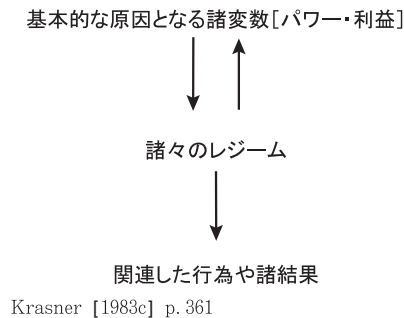 基本的な原因となる諸変数[パワー・利益]
諸々のレジーム
関連した行為や諸結果
Krasner [1983c] p.361